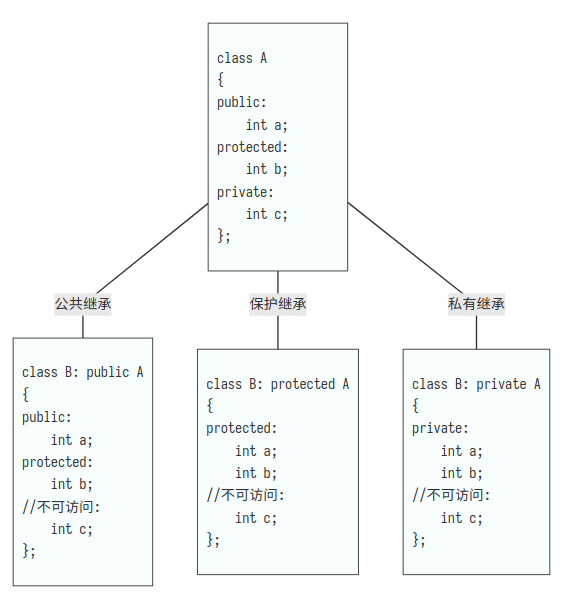 class A
{
public:
    int a;
protected:
    int b;
private:
    int c;
};
公共继承
保护继承
私有继承
class B: public A
{
public:
    int a;
protected:
    int b;
//不可访问:
    int c;
};
class B: protected A
{
protected:
    int a;
    int b;
//不可访问:
    int c;
};
class B: private A
{
private:
    int a;
    int b;
//不可访问:
    int c;
};